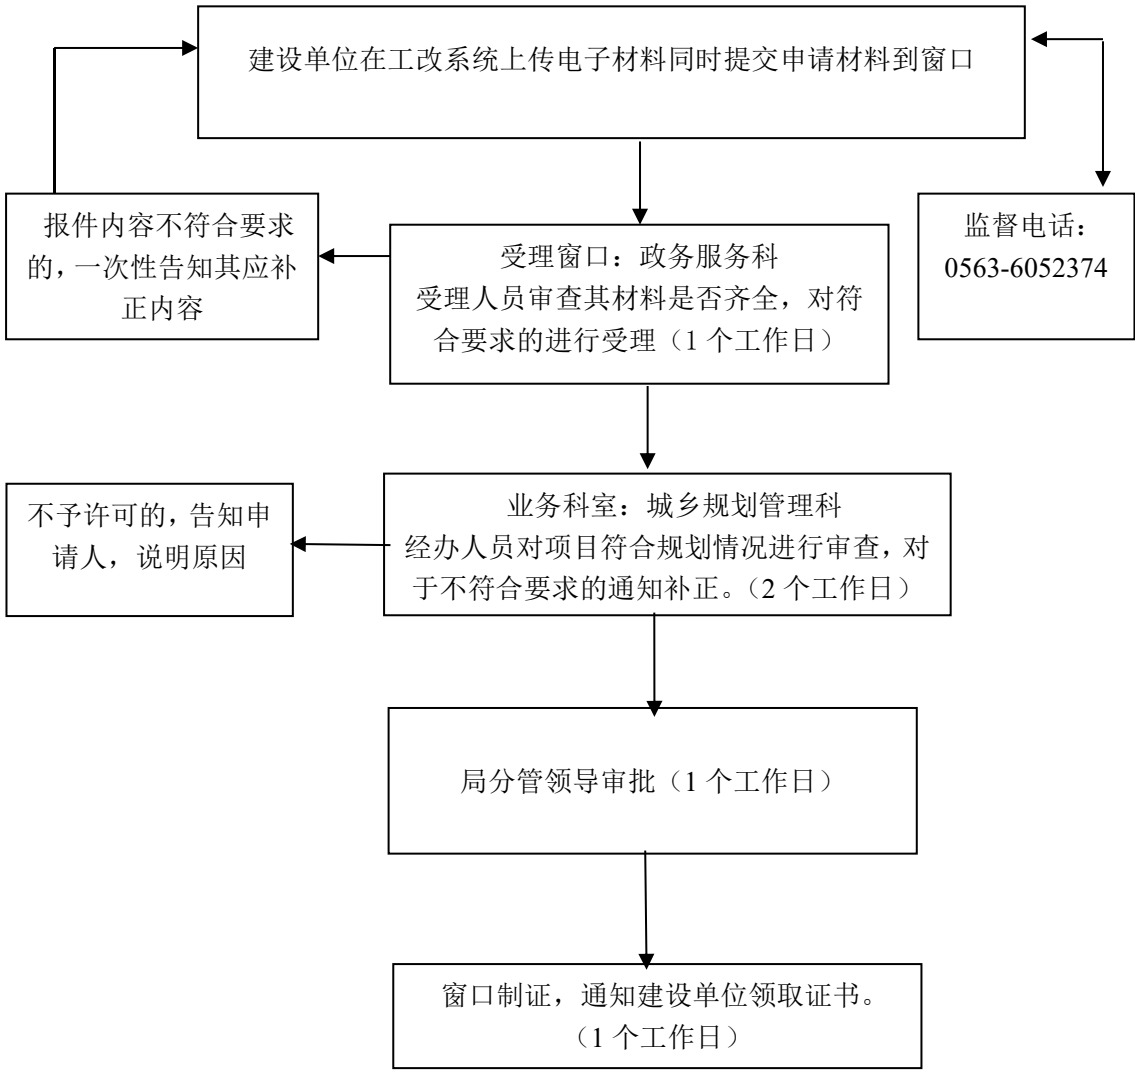 建设单位在工改系统上传电子材料同时提交申请材料到窗口
报件内容不符合要求
的，一次性告知其应补
正内容
受理窗口：政务服务科
受理人员审查其材料是否齐全，对符
合要求的进行受理（1 个工作日）
监督电话：
0563-6052374
不予许可的，告知申
请人，说明原因
业务科室：城乡规划管理科
经办人员对项目符合规划情况进行审查，对
于不符合要求的通知补正。（2 个工作日）
局分管领导审批（1 个工作日）
窗口制证，通知建设单位领取证书。
（1 个工作日）